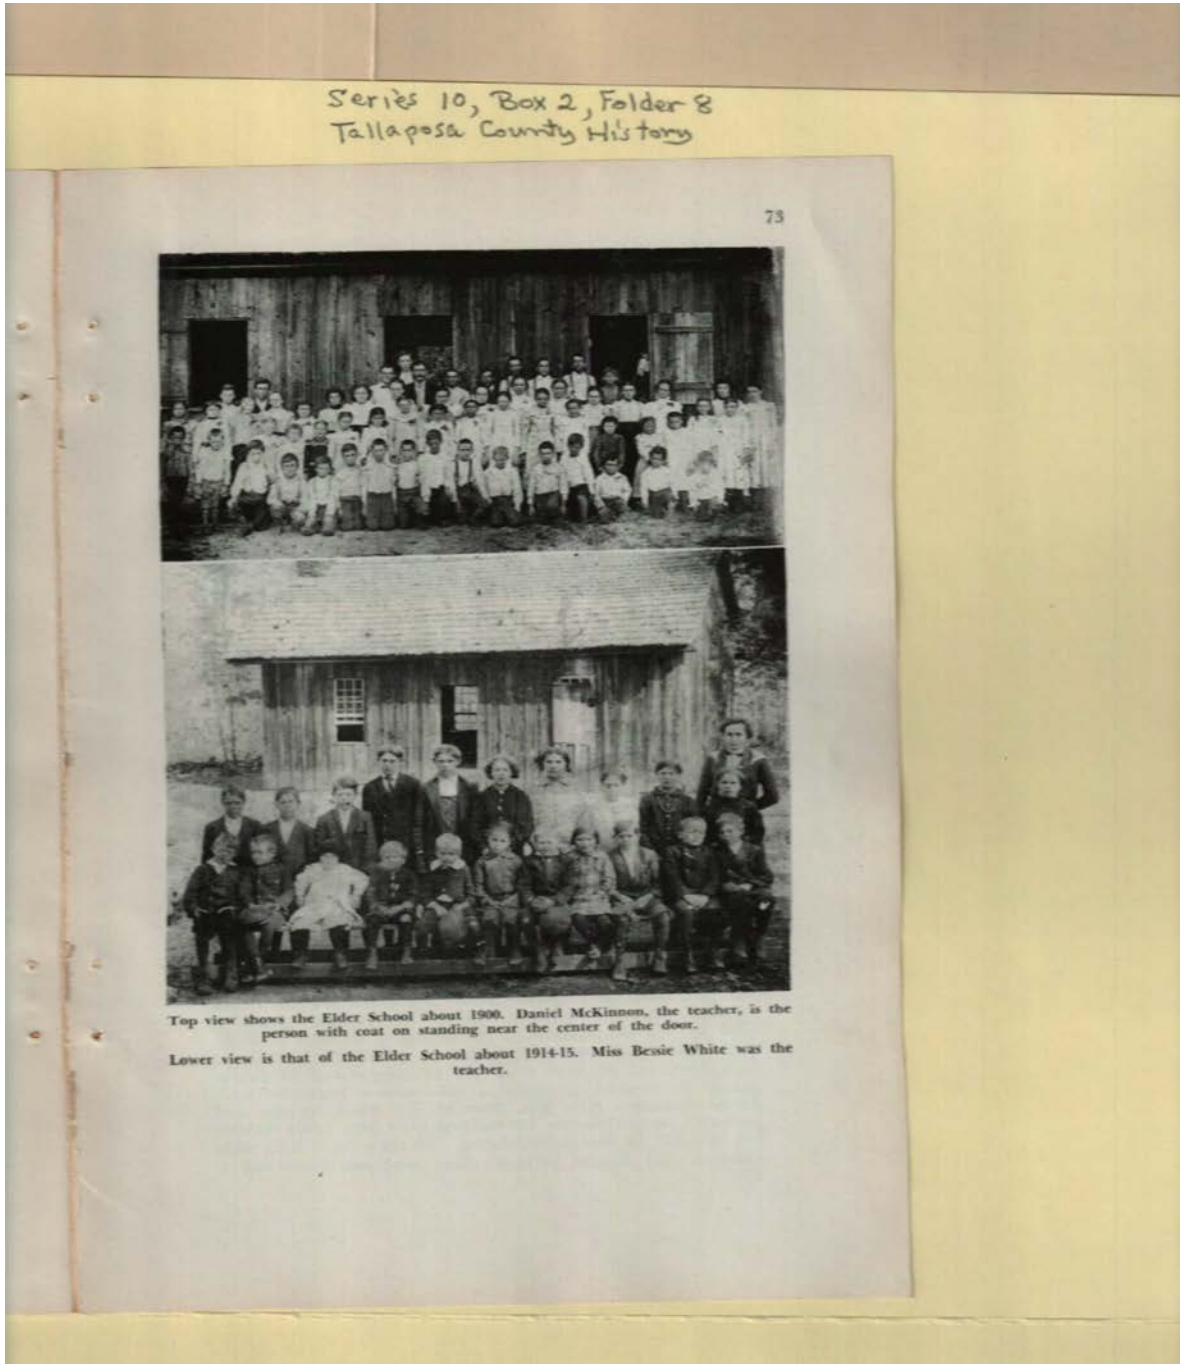 Series 10, Box 2, Folder 8
Tallaposa County History
73
Top view shows the Elder School about 1900. Daniel McKinnon, the teacher, is the
person with coat on standing near the center of the door.
Lower view is that of the Elder School about 1914-15. Miss Bessie White was the
teacher.